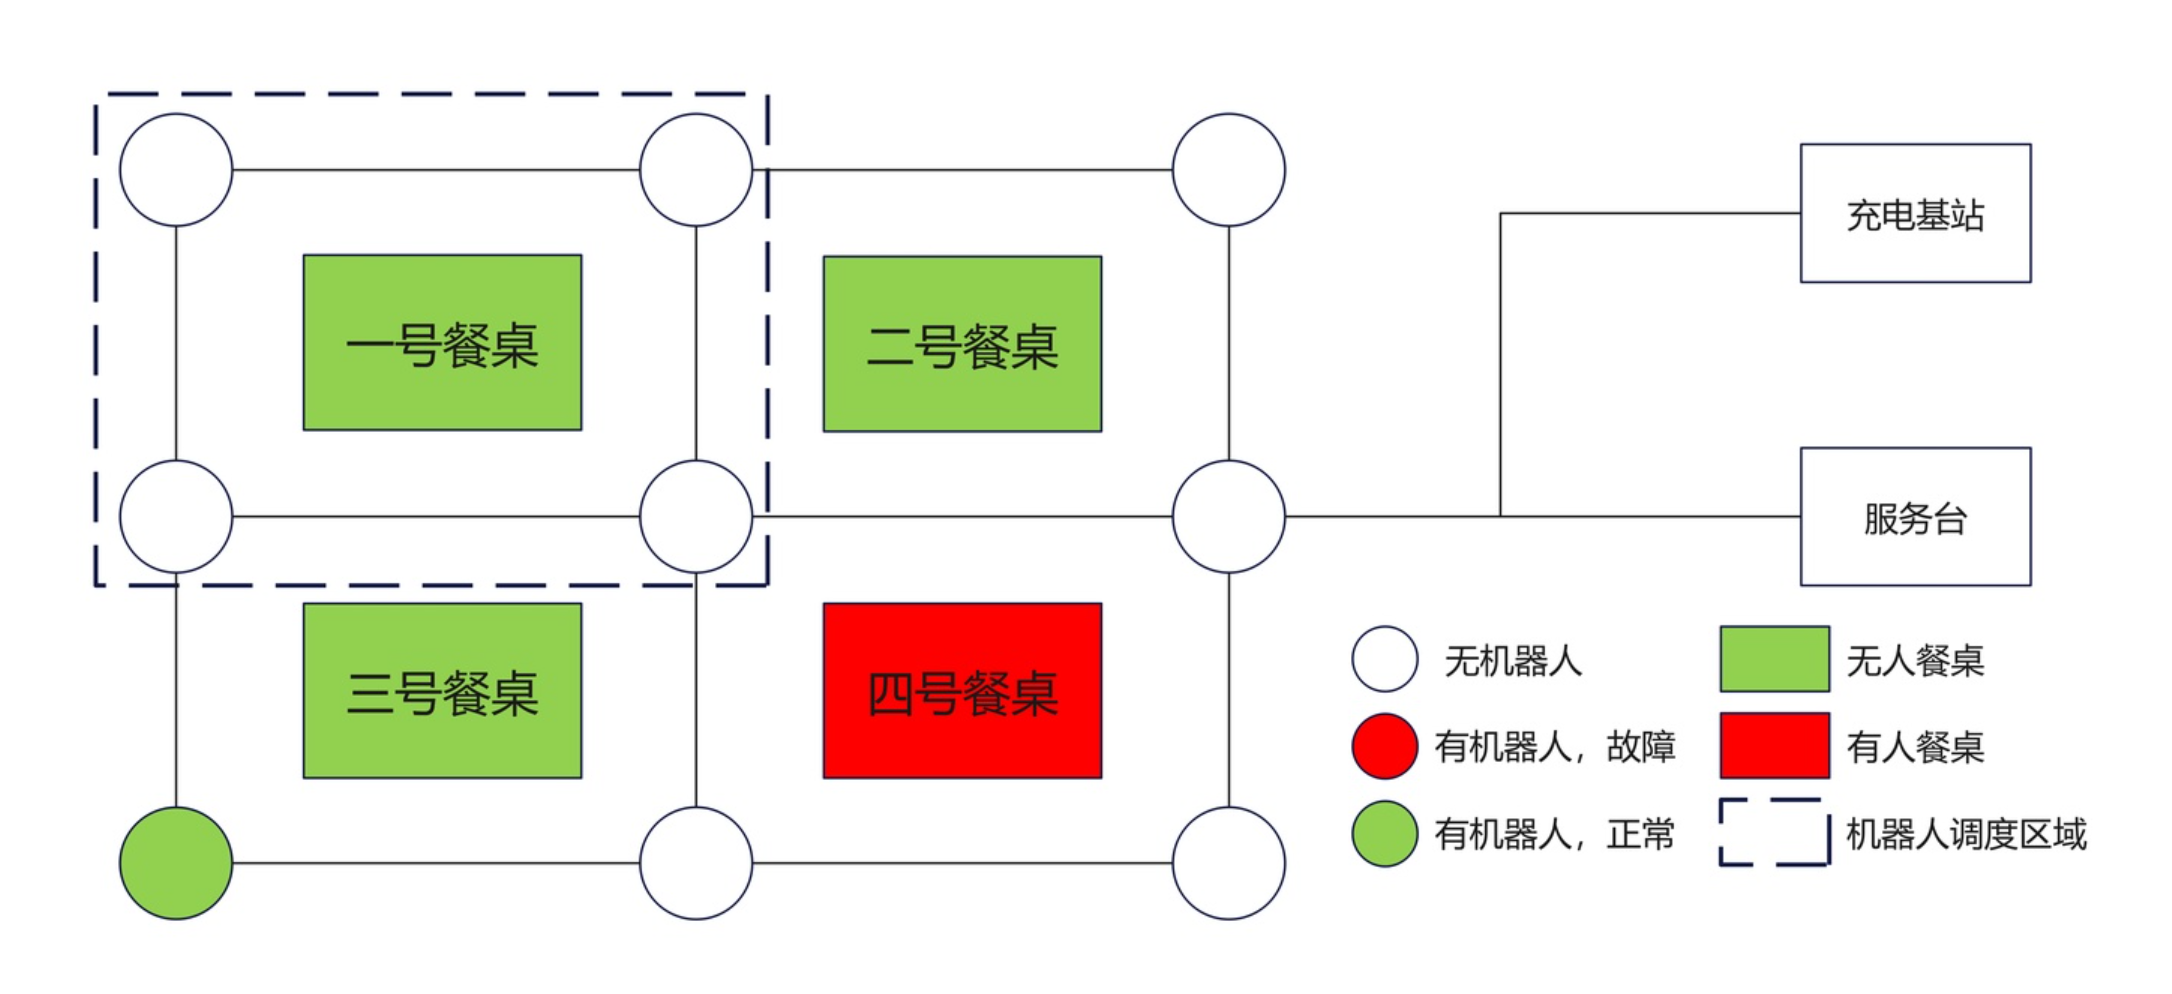 充电基站
一号餐桌
二号餐桌
服务台
三号餐桌
四号餐桌
无机器人
无人餐桌
有机器人，故障
有人餐桌
有机器人，正常
机器人调度区域